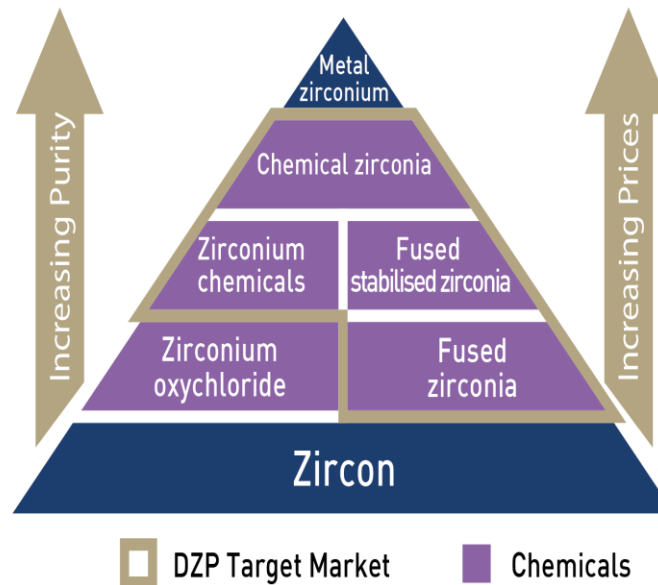 Metal
zirconium
Chemical zirconia
Zirconium
chemicals
Fused
stabilised zirconia
Zirconium
oxychloride
Fused
zirconia
Zircon
Increasing Purity
Increasing Prices
DZP Target Market
Chemicals